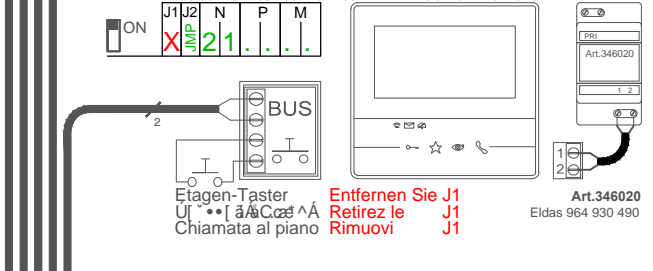 J1 J2 N P M
ON X JMP 2 1 . . . .
PRI
Art.346020
1 2
BUS
2
1
2
Etagen-Taster Entfernen Sie J1
Retirez le J1
Chiamata al piano Rimuovi J1
Art.346020
Eldas 964 930 490